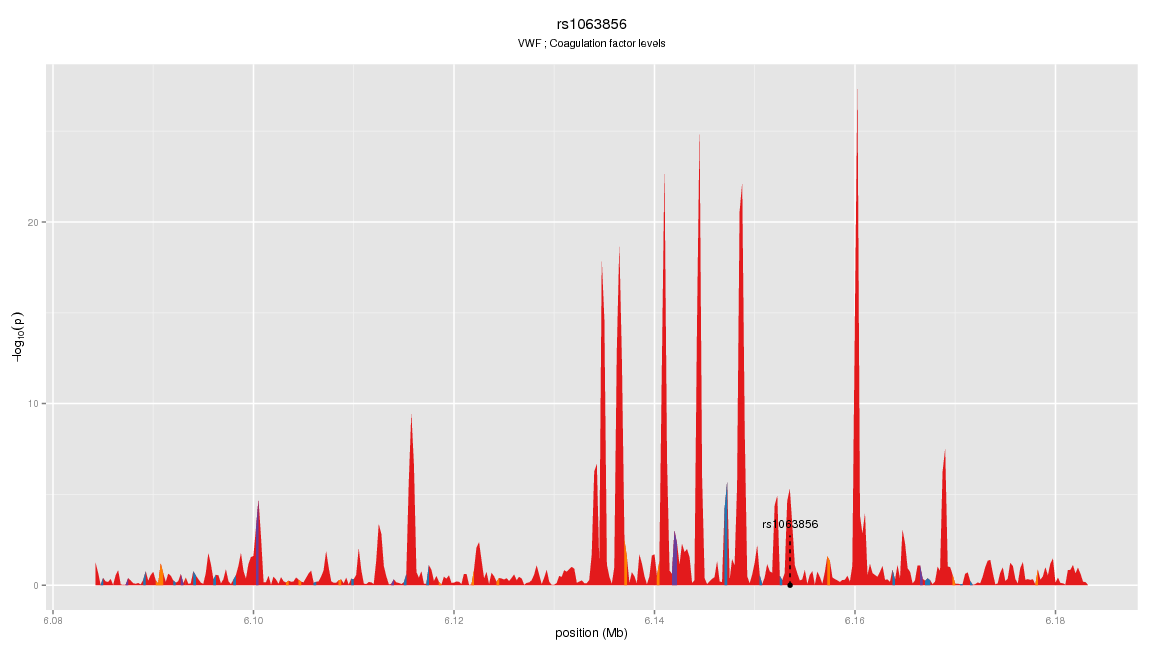 rs1063856
VWF ; Coagulation factor levels
−log10(p)
20
10
0
rs1063856
6.08 6.10 6.12 6.14 6.16 6.18
position (Mb)